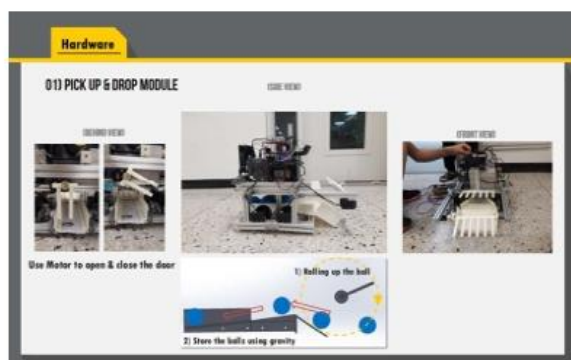 Hardware
01) PICK UP & DROP MODULE
(SIDE VIEW)
(BEHIND VIEW)
(FRONT VIEW)
Use Motor to open & close the door
1) Rolling up the ball
2) Store the balls using gravity